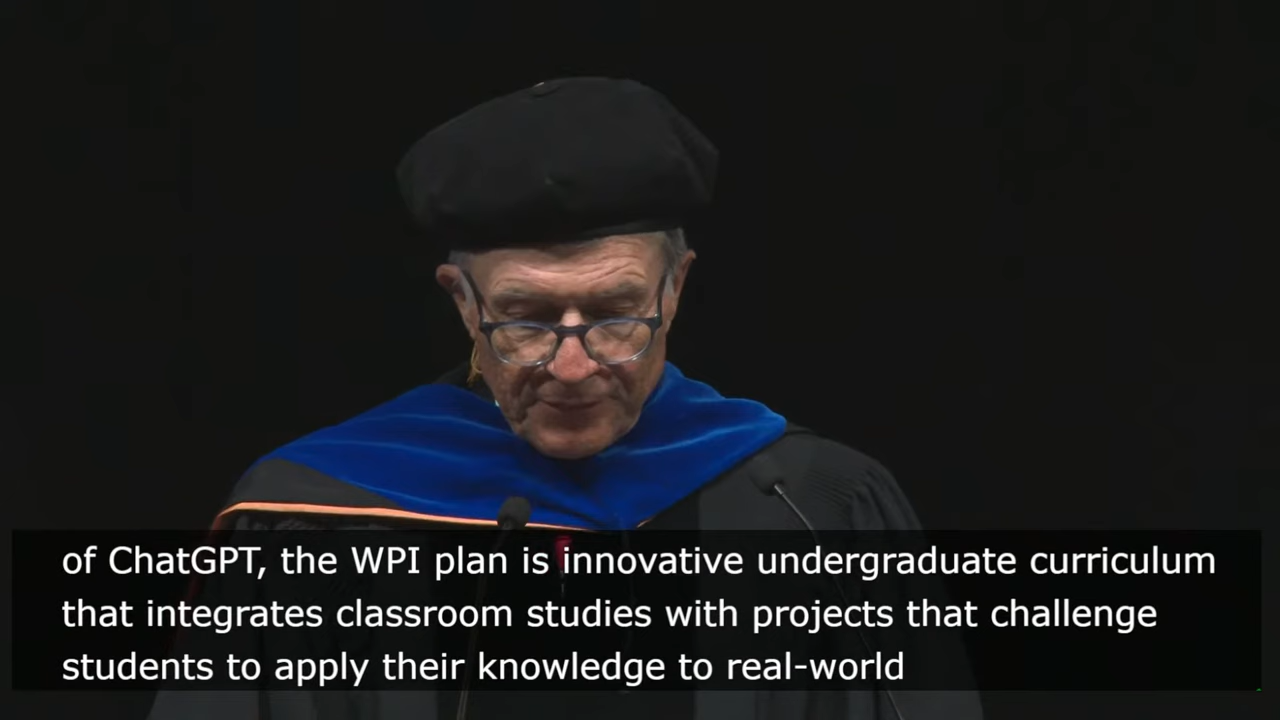 of ChatGPT, the WPI plan is innovative undergraduate curriculum
that integrates classroom studies with projects that challenge
students to apply their knowledge to real-world